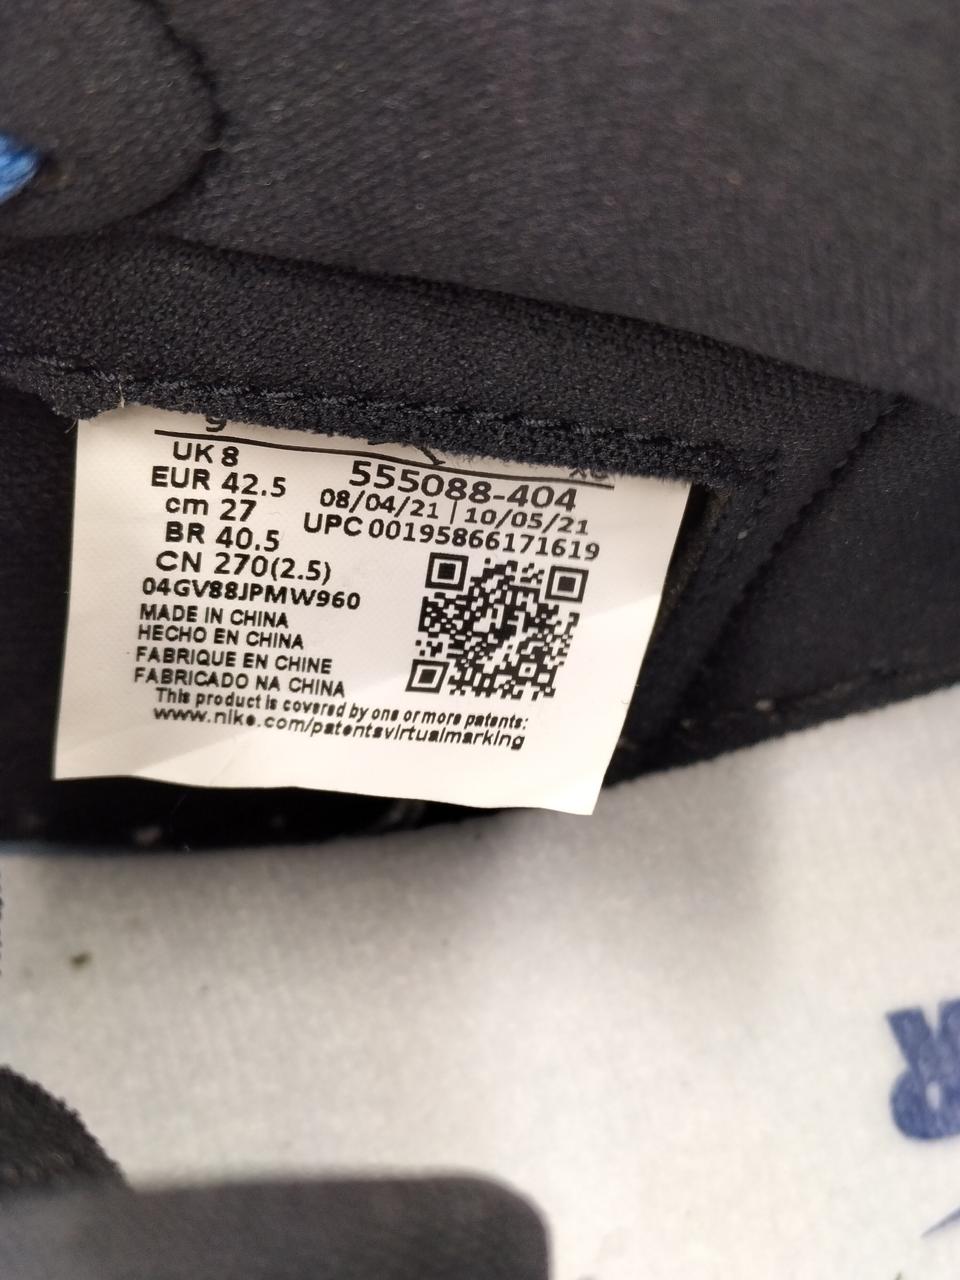 9
UK 8
EUR 42.5
cm 27
BR 40.5
CN 270(2.5)
555088-404
08/04/21 | 10/05/21
UPC 00195866171619
04GV88JPMW960
MADE IN CHINA
HECHO EN CHINA
FABRIQUE EN CHINE
FABRICADO NA CHINA
This product is covered by one or more patents:
www.nike.com/patentsvirtualmarking
R